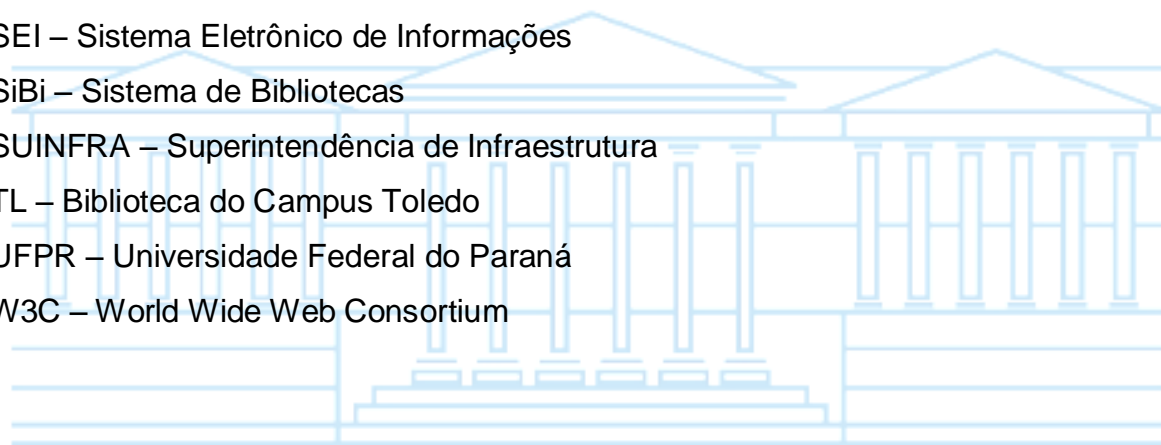 SEI – Sistema Eletrônico de Informações
SiBi – Sistema de Bibliotecas
SUINFRA – Superintendência de Infraestrutura
TL – Biblioteca do Campus Toledo
UFPR – Universidade Federal do Paraná
W3C – World Wide Web Consortium